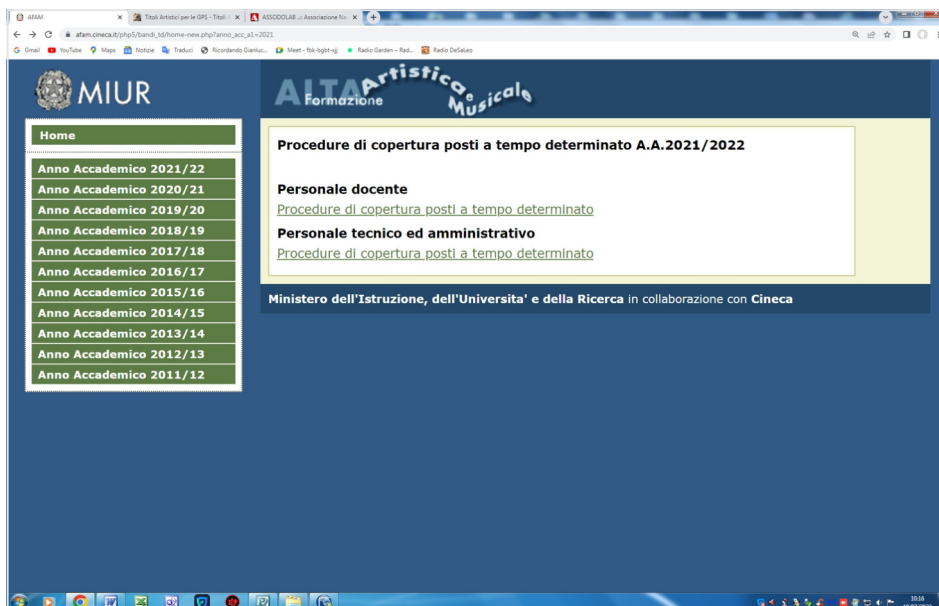 AFAM
Titoli Artistici per le GPS - Titoli A
ASSODOLAB .:: Associazione Na
afam.cineca.it/php5/bandi_td/home-new.php?anno_acc_a1=2021
Gmail YouTube Maps Notizie Traduci Ricordando Gianluc... Meet - fbk-bgbt-xjj Radio Garden – Rad... Radio DeSaLeo
MIUR
ALTA Formazione Artistica e Musicale
Home
Anno Accademico 2021/22
Anno Accademico 2020/21
Anno Accademico 2019/20
Anno Accademico 2018/19
Anno Accademico 2017/18
Anno Accademico 2016/17
Anno Accademico 2015/16
Anno Accademico 2014/15
Anno Accademico 2013/14
Anno Accademico 2012/13
Anno Accademico 2011/12
Procedure di copertura posti a tempo determinato A.A.2021/2022
Personale docente
Procedure di copertura posti a tempo determinato
Personale tecnico ed amministrativo
Procedure di copertura posti a tempo determinato
Ministero dell'Istruzione, dell'Universita' e della Ricerca in collaborazione con Cineca
10:16